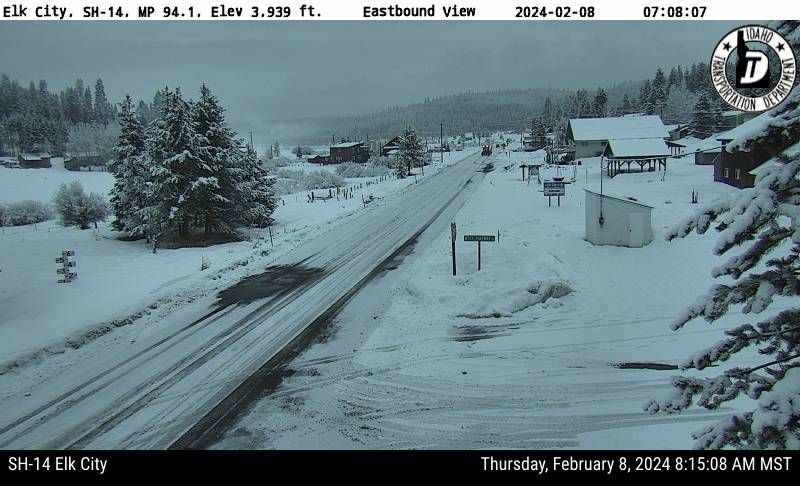 Elk City, SH-14, MP 94.1, Elev 3,939 ft. Eastbound View 2024-02-08 07:08:07
IDAHO
TRANSPORTATION DEPARTMENT
SH-14 Elk City
Thursday, February 8, 2024 8:15:08 AM MST